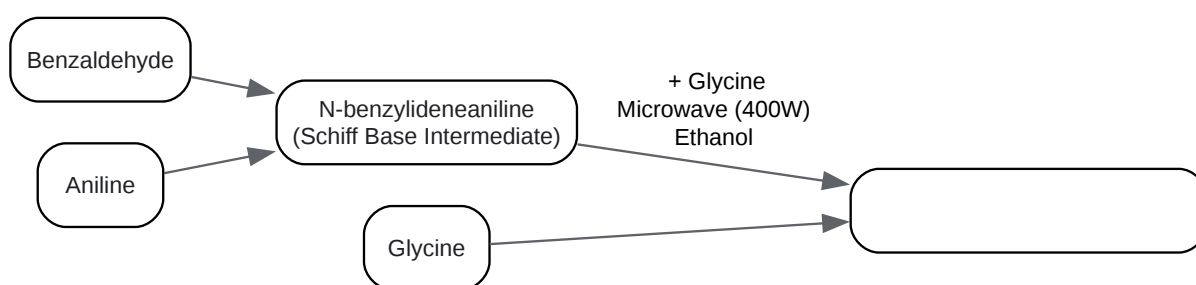 Benzaldehyde
Aniline
N-benzylideneaniline
(Schiff Base Intermediate)
+ Glycine
Microwave (400W)
Ethanol
Glycine